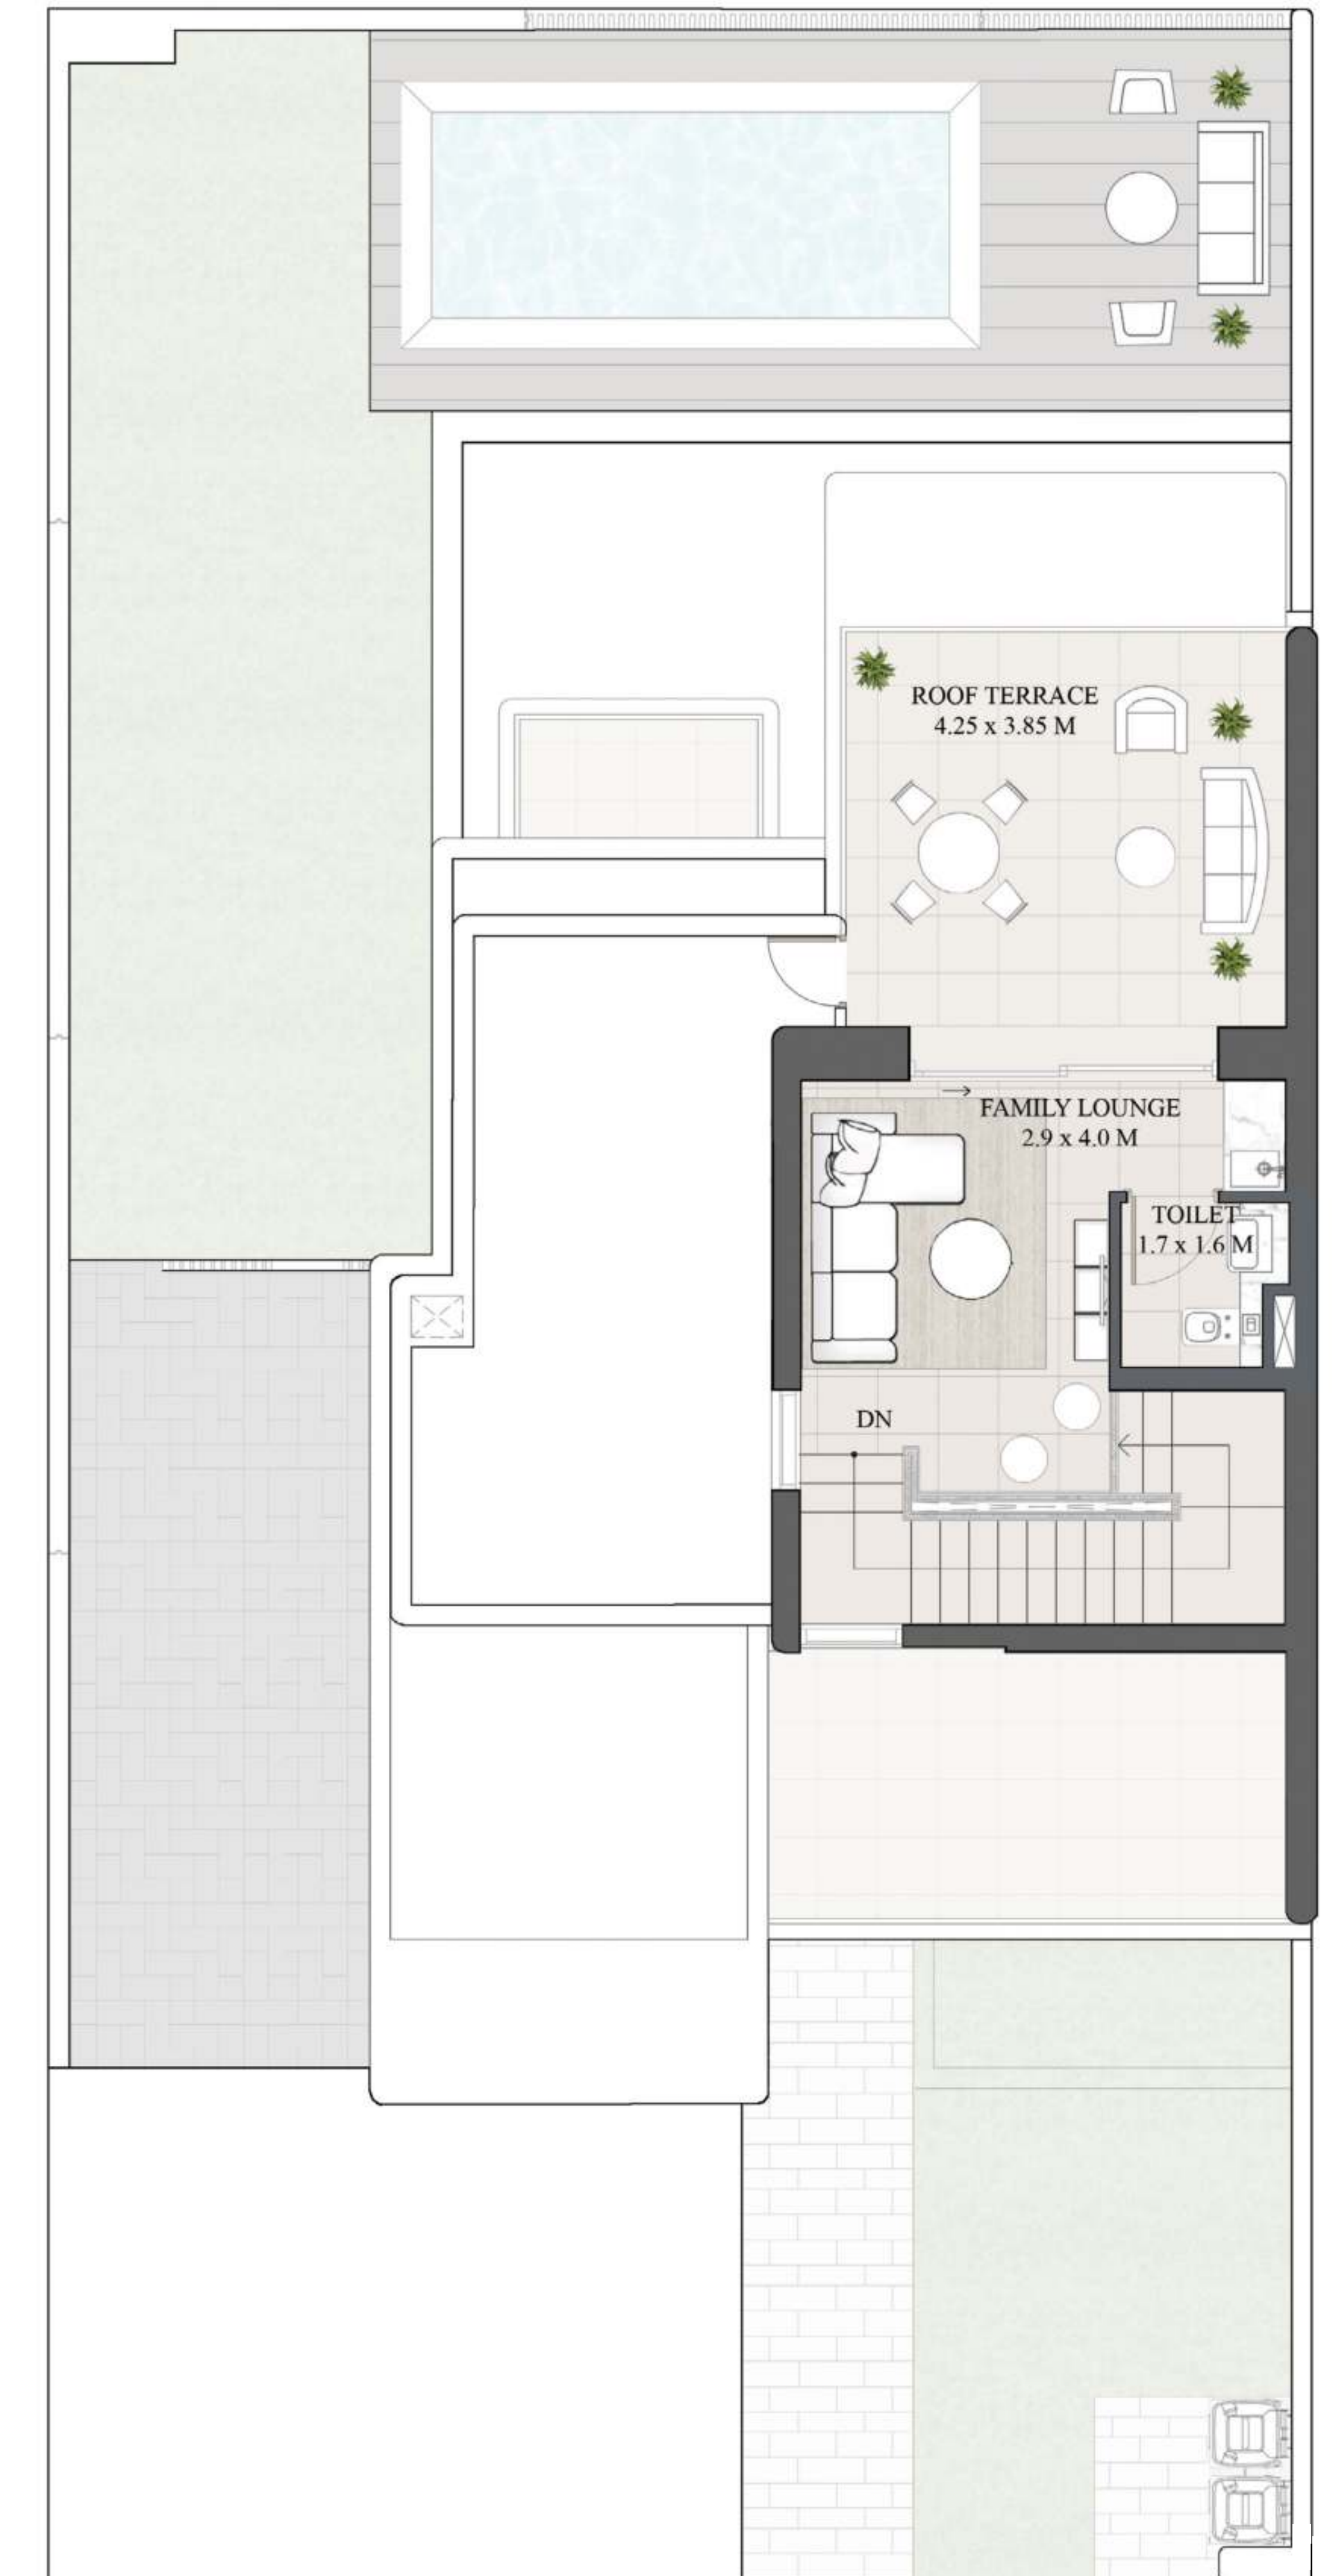 ROOF TERRACE
4.25 x 3.85 M
FAMILY LOUNGE
2.9 x 4.0 M
TOILET
1.7 x 1.6 M
DN